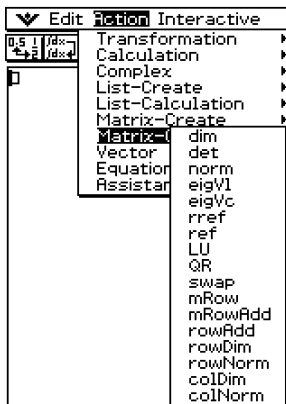 Edit Action Interactive
Transformation
Calculation
Complex
List-Create
List-Calculation
Matrix-Create
Matrix-C
Vector
Equation
Assistan
dim
det
norm
eigVl
eigVc
rref
ref
LU
QR
swap
mRow
mRowAdd
rowAdd
rowDim
rowNorm
colDim
colNorm